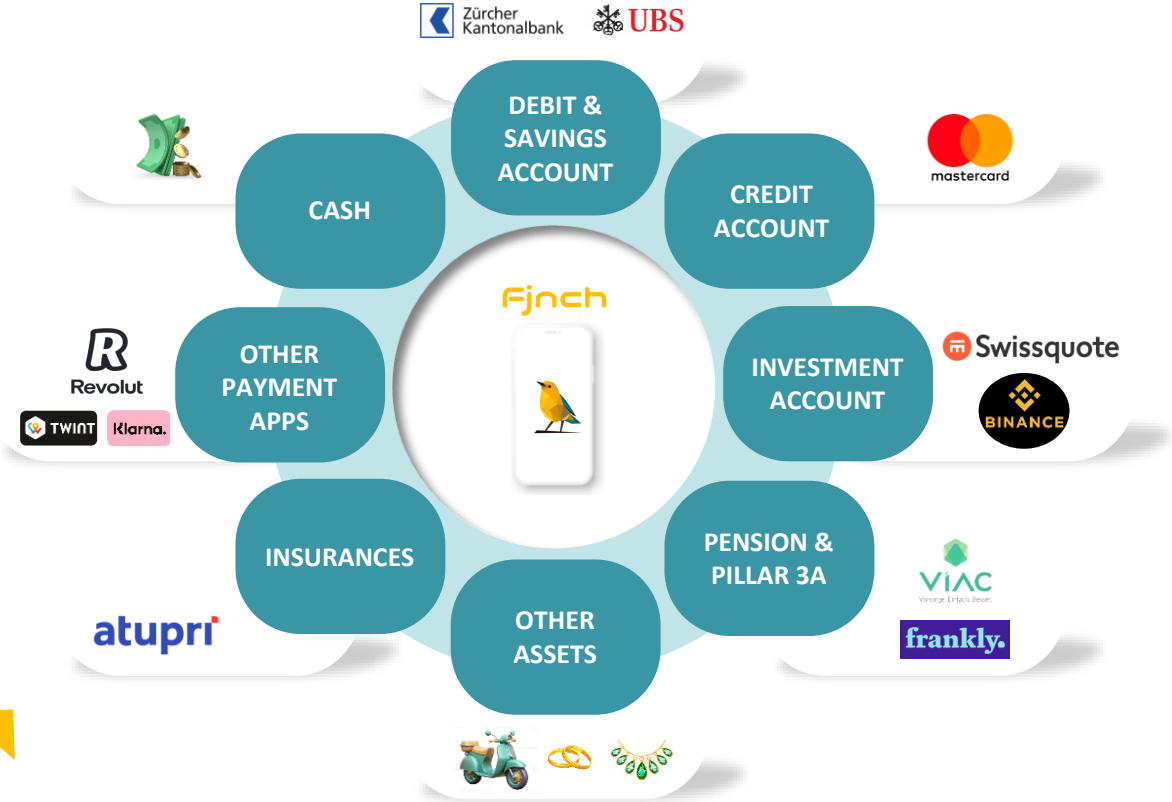 Zürcher
Kantonalbank
UBS
DEBIT &
SAVINGS
ACCOUNT
CASH
CREDIT
ACCOUNT
mastercard
Fjnch
OTHER
PAYMENT
APPS
Revolut
TWINT
Klarna.
INVESTMENT
ACCOUNT
Swissquote
BINANCE
INSURANCES
PENSION &
PILLAR 3A
VIAC
Vorsorge. Einfach. Besser.
atupri
OTHER
ASSETS
frankly.